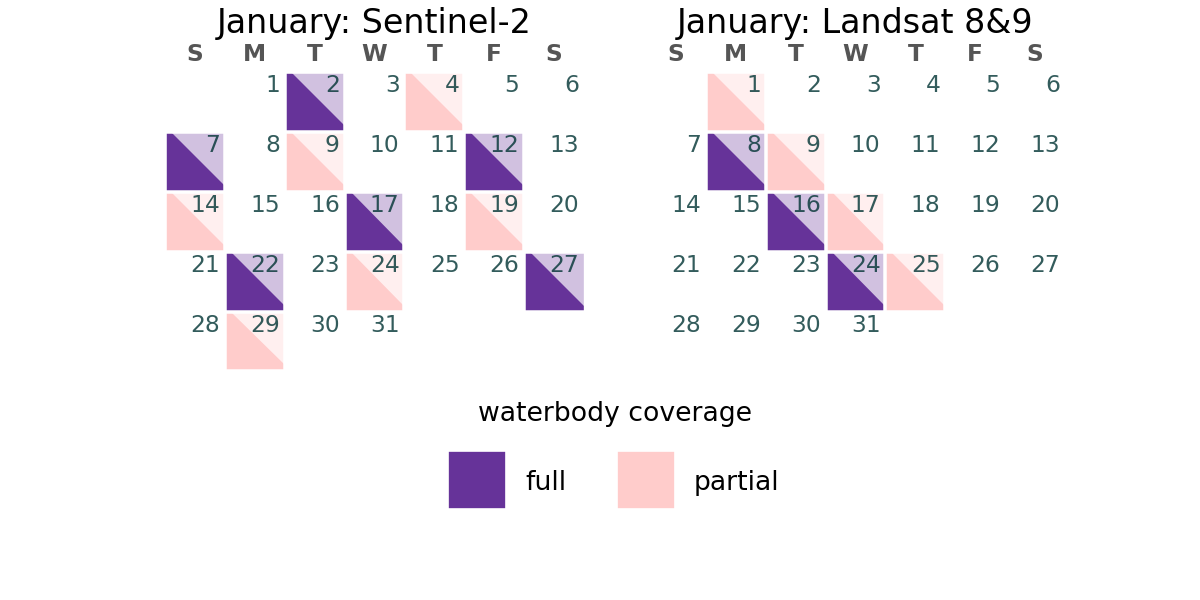 January: Sentinel-2
S M T W T F S
1 2 3 4 5 6
7 8 9 10 11 12 13
14 15 16 17 18 19 20
21 22 23 24 25 26 27
28 29 30 31
January: Landsat 8&9
S M T W T F S
1 2 3 4 5 6
7 8 9 10 11 12 13
14 15 16 17 18 19 20
21 22 23 24 25 26 27
28 29 30 31
waterbody coverage
full partial